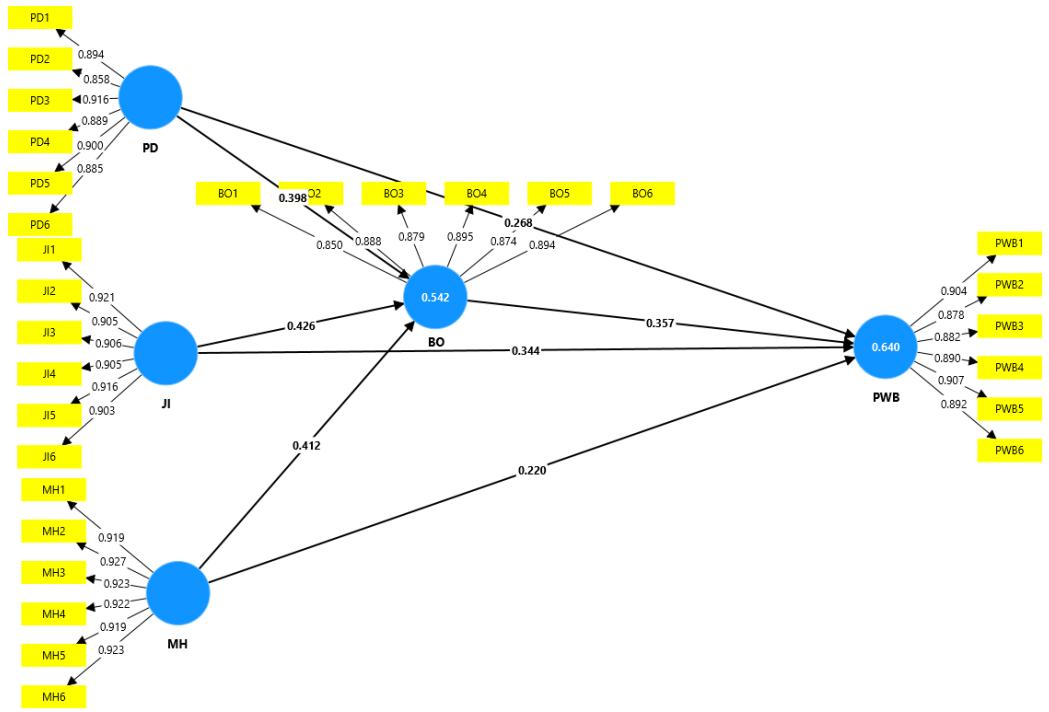 PD1
PD2
PD3
PD4
PD5
PD6
0.894
0.858
0.916
0.889
0.900
0.885
PD
BO1
O2
BO3
BO4
BO5
BO6
0.398
0.268
0.850
0.888
0.879
0.895
0.874
0.894
0.542
BO
JI1
JI2
JI3
JI4
JI5
JI6
0.921
0.905
0.906
0.905
0.916
0.903
JI
0.426
0.344
0.357
0.412
0.220
MH1
MH2
MH3
MH4
MH5
MH6
0.919
0.927
0.923
0.922
0.919
0.923
MH
0.640
PWB
0.904
0.878
0.882
0.890
0.907
0.892
PWB1
PWB2
PWB3
PWB4
PWB5
PWB6